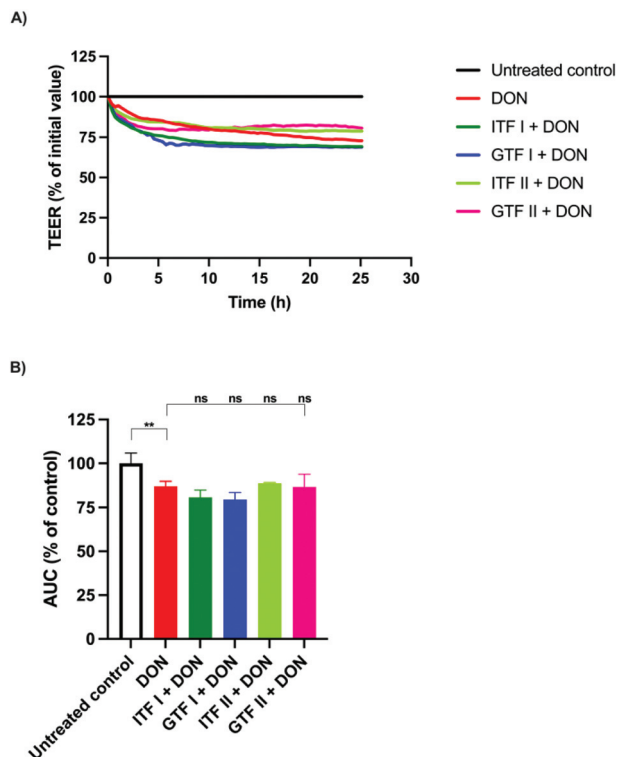 A)
TEER (% of initial value)
125
100
75
50
25
0
0 5 10 15 20 25 30
Time (h)
Untreated control
DON
ITF I + DON
GTF I + DON
ITF II + DON
GTF II + DON
B)
AUC (% of control)
125
100
75
50
25
0
** ns ns ns ns
Untreated control
DON
ITF I + DON
GTF I + DON
ITF II + DON
GTF II + DON